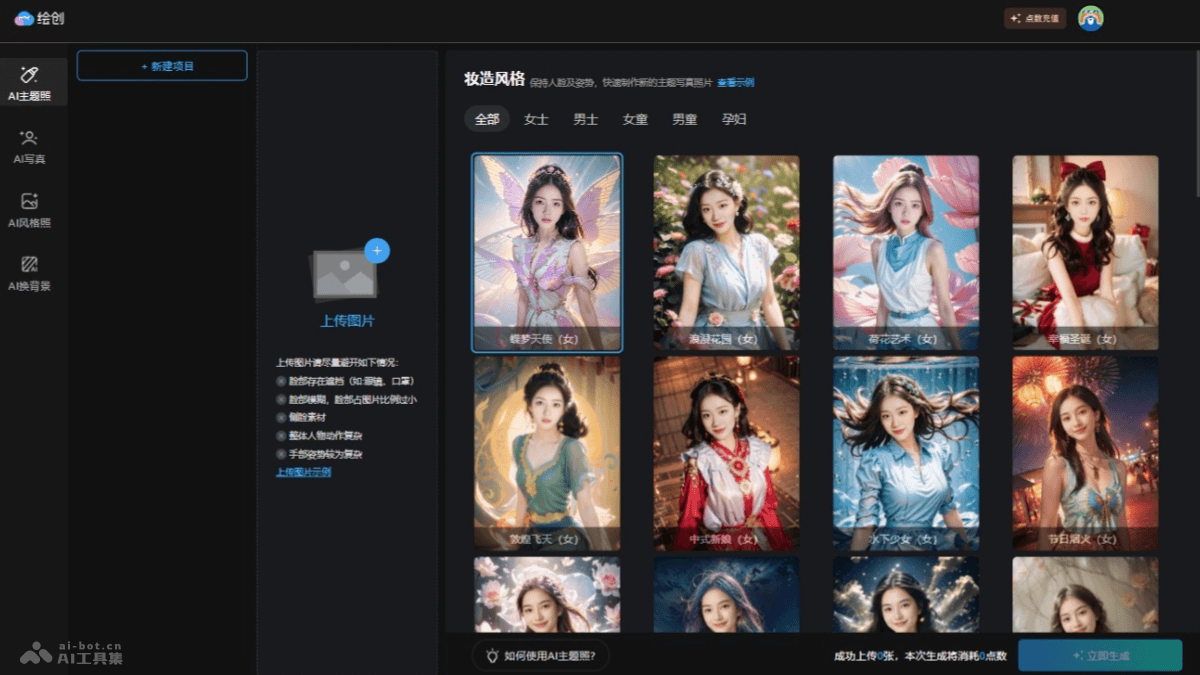 绘创
点数充值
AI主题照
AI写真
AI风格照
AI换背景
+ 新建项目
上传图片
上传图片请尽量避开如下情况:
脸部存在遮挡（如:眼镜、口罩）
脸部模糊，脸部占图片比例过小
侧脸素材
整体人物动作复杂
手部姿势较为复杂
上传图片示例
妆造风格 保持人脸及姿势，快速制作新的主题写真照片 查看示例
全部 女士 男士 女童 男童 孕妇
蝶梦天使（女） 浪漫花园（女） 荷花艺术（女） 幸福圣诞（女）
敦煌飞天（女） 中式新娘（女） 水下少女（女） 节日烟火（女）
如何使用AI主题照?
成功上传0张，本次生成将消耗0点数
立即生成
ai-bot.cn
AI工具集